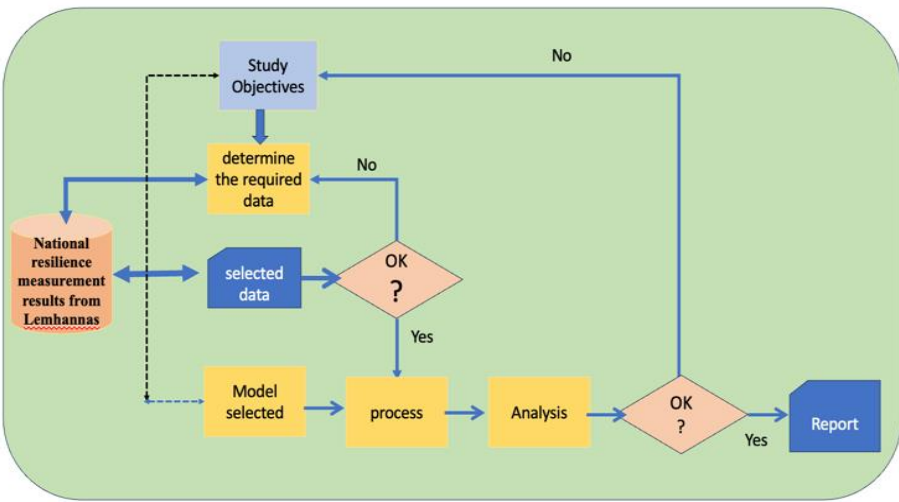 Study
Objectives
No
determine
the required
data
No
National
resilience
measurement
results from
Lemhannas
selected
data
OK
?
Yes
Model
selected
process
Analysis
OK
?
Yes
Report